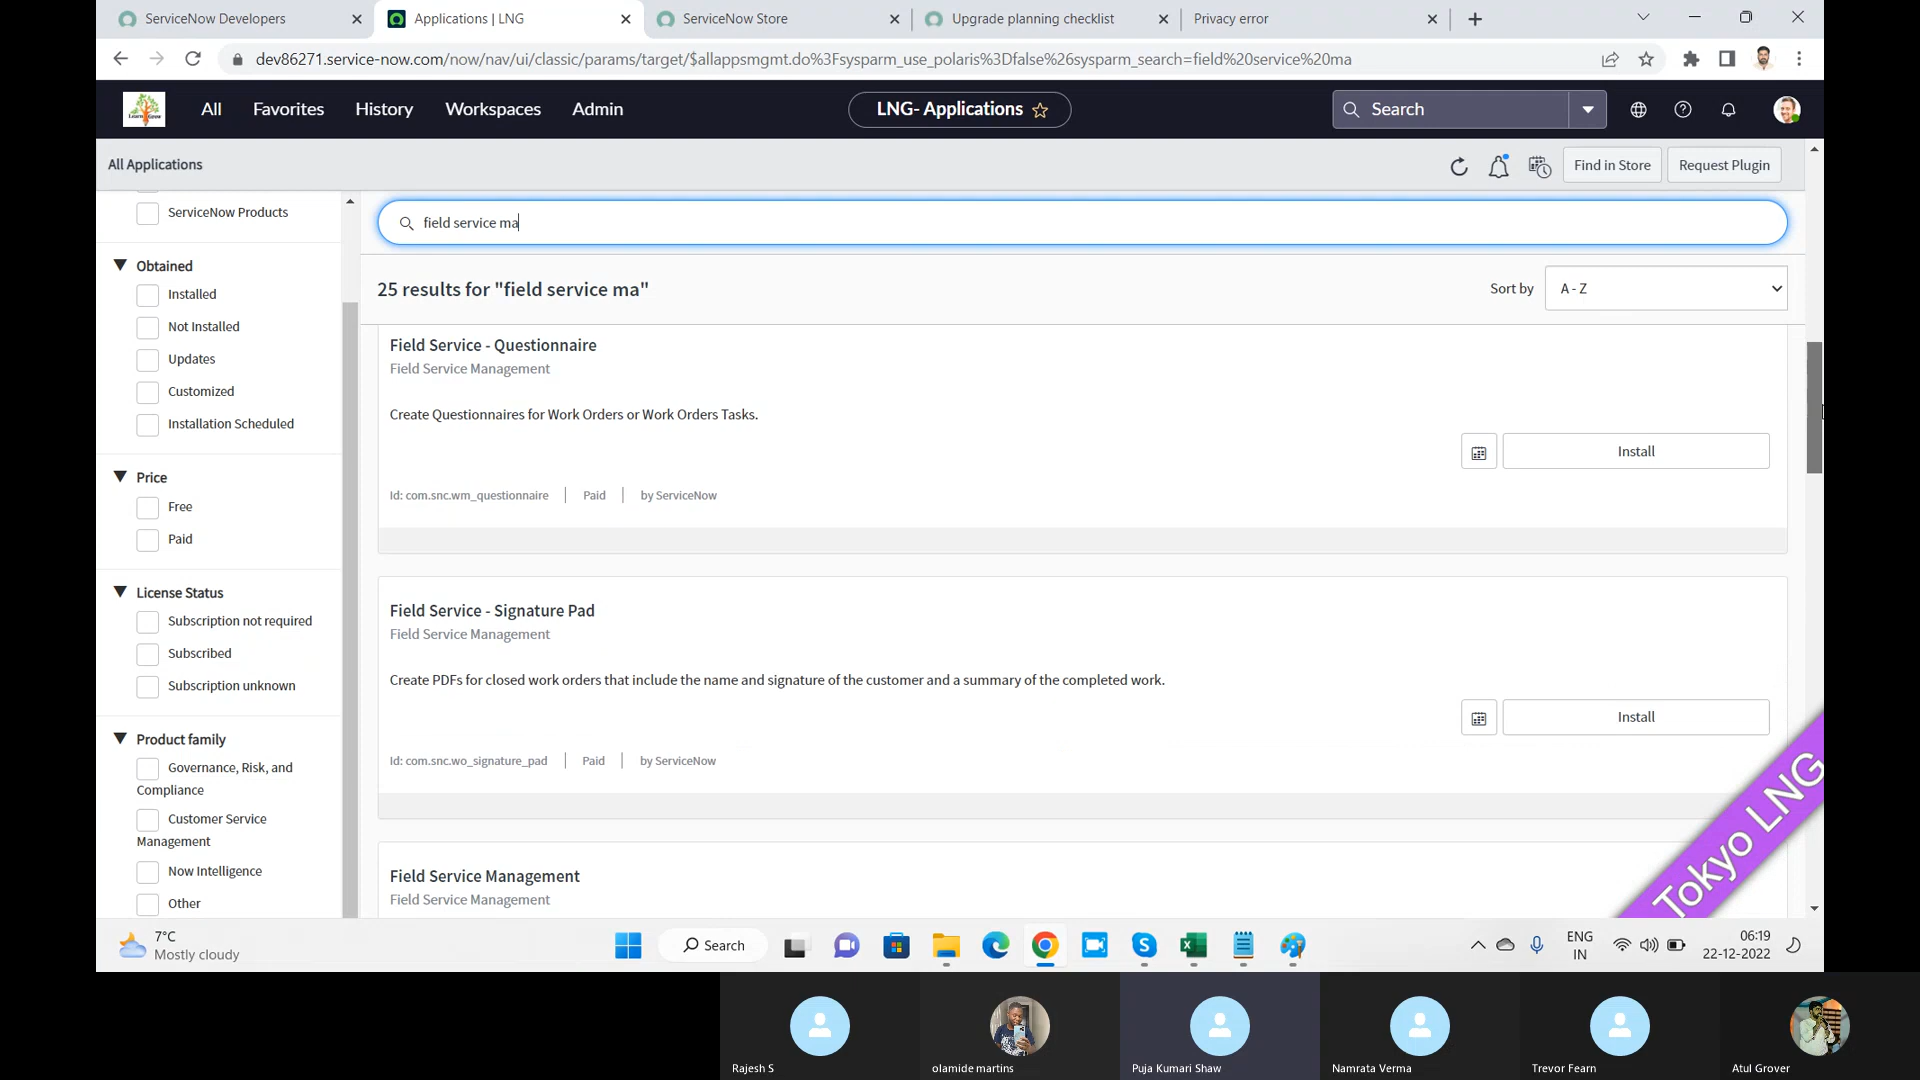 ServiceNow Developers
Applications | LNG
ServiceNow Store
Upgrade planning checklist
Privacy error
dev86271.service-now.com/now/nav/ui/classic/params/target/$allappsmgmt.do%3Fsysparm_use_polaris%3Dfalse%26sysparm_search=field%20service%20ma
All Favorites History Workspaces Admin
LNG- Applications
Search
All Applications
Find in Store
Request Plugin
ServiceNow Products
Obtained
Installed
Not Installed
Updates
Customized
Installation Scheduled
Price
Free
Paid
License Status
Subscription not required
Subscribed
Subscription unknown
Product family
Governance, Risk, and
Compliance
Customer Service
Management
Now Intelligence
Other
field service ma
25 results for "field service ma"
Sort by
A - Z
Field Service - Questionnaire
Field Service Management
Create Questionnaires for Work Orders or Work Orders Tasks.
Install
Id: com.snc.wm_questionnaire | Paid | by ServiceNow
Field Service - Signature Pad
Field Service Management
Create PDFs for closed work orders that include the name and signature of the customer and a summary of the completed work.
Install
Id: com.snc.wo_signature_pad | Paid | by ServiceNow
Field Service Management
Field Service Management
Tokyo LNG
7°C
Mostly cloudy
Search
ENG
IN
06:19
22-12-2022
Rajesh S
olamide martins
Puja Kumari Shaw
Namrata Verma
Trevor Fearn
Atul Grover